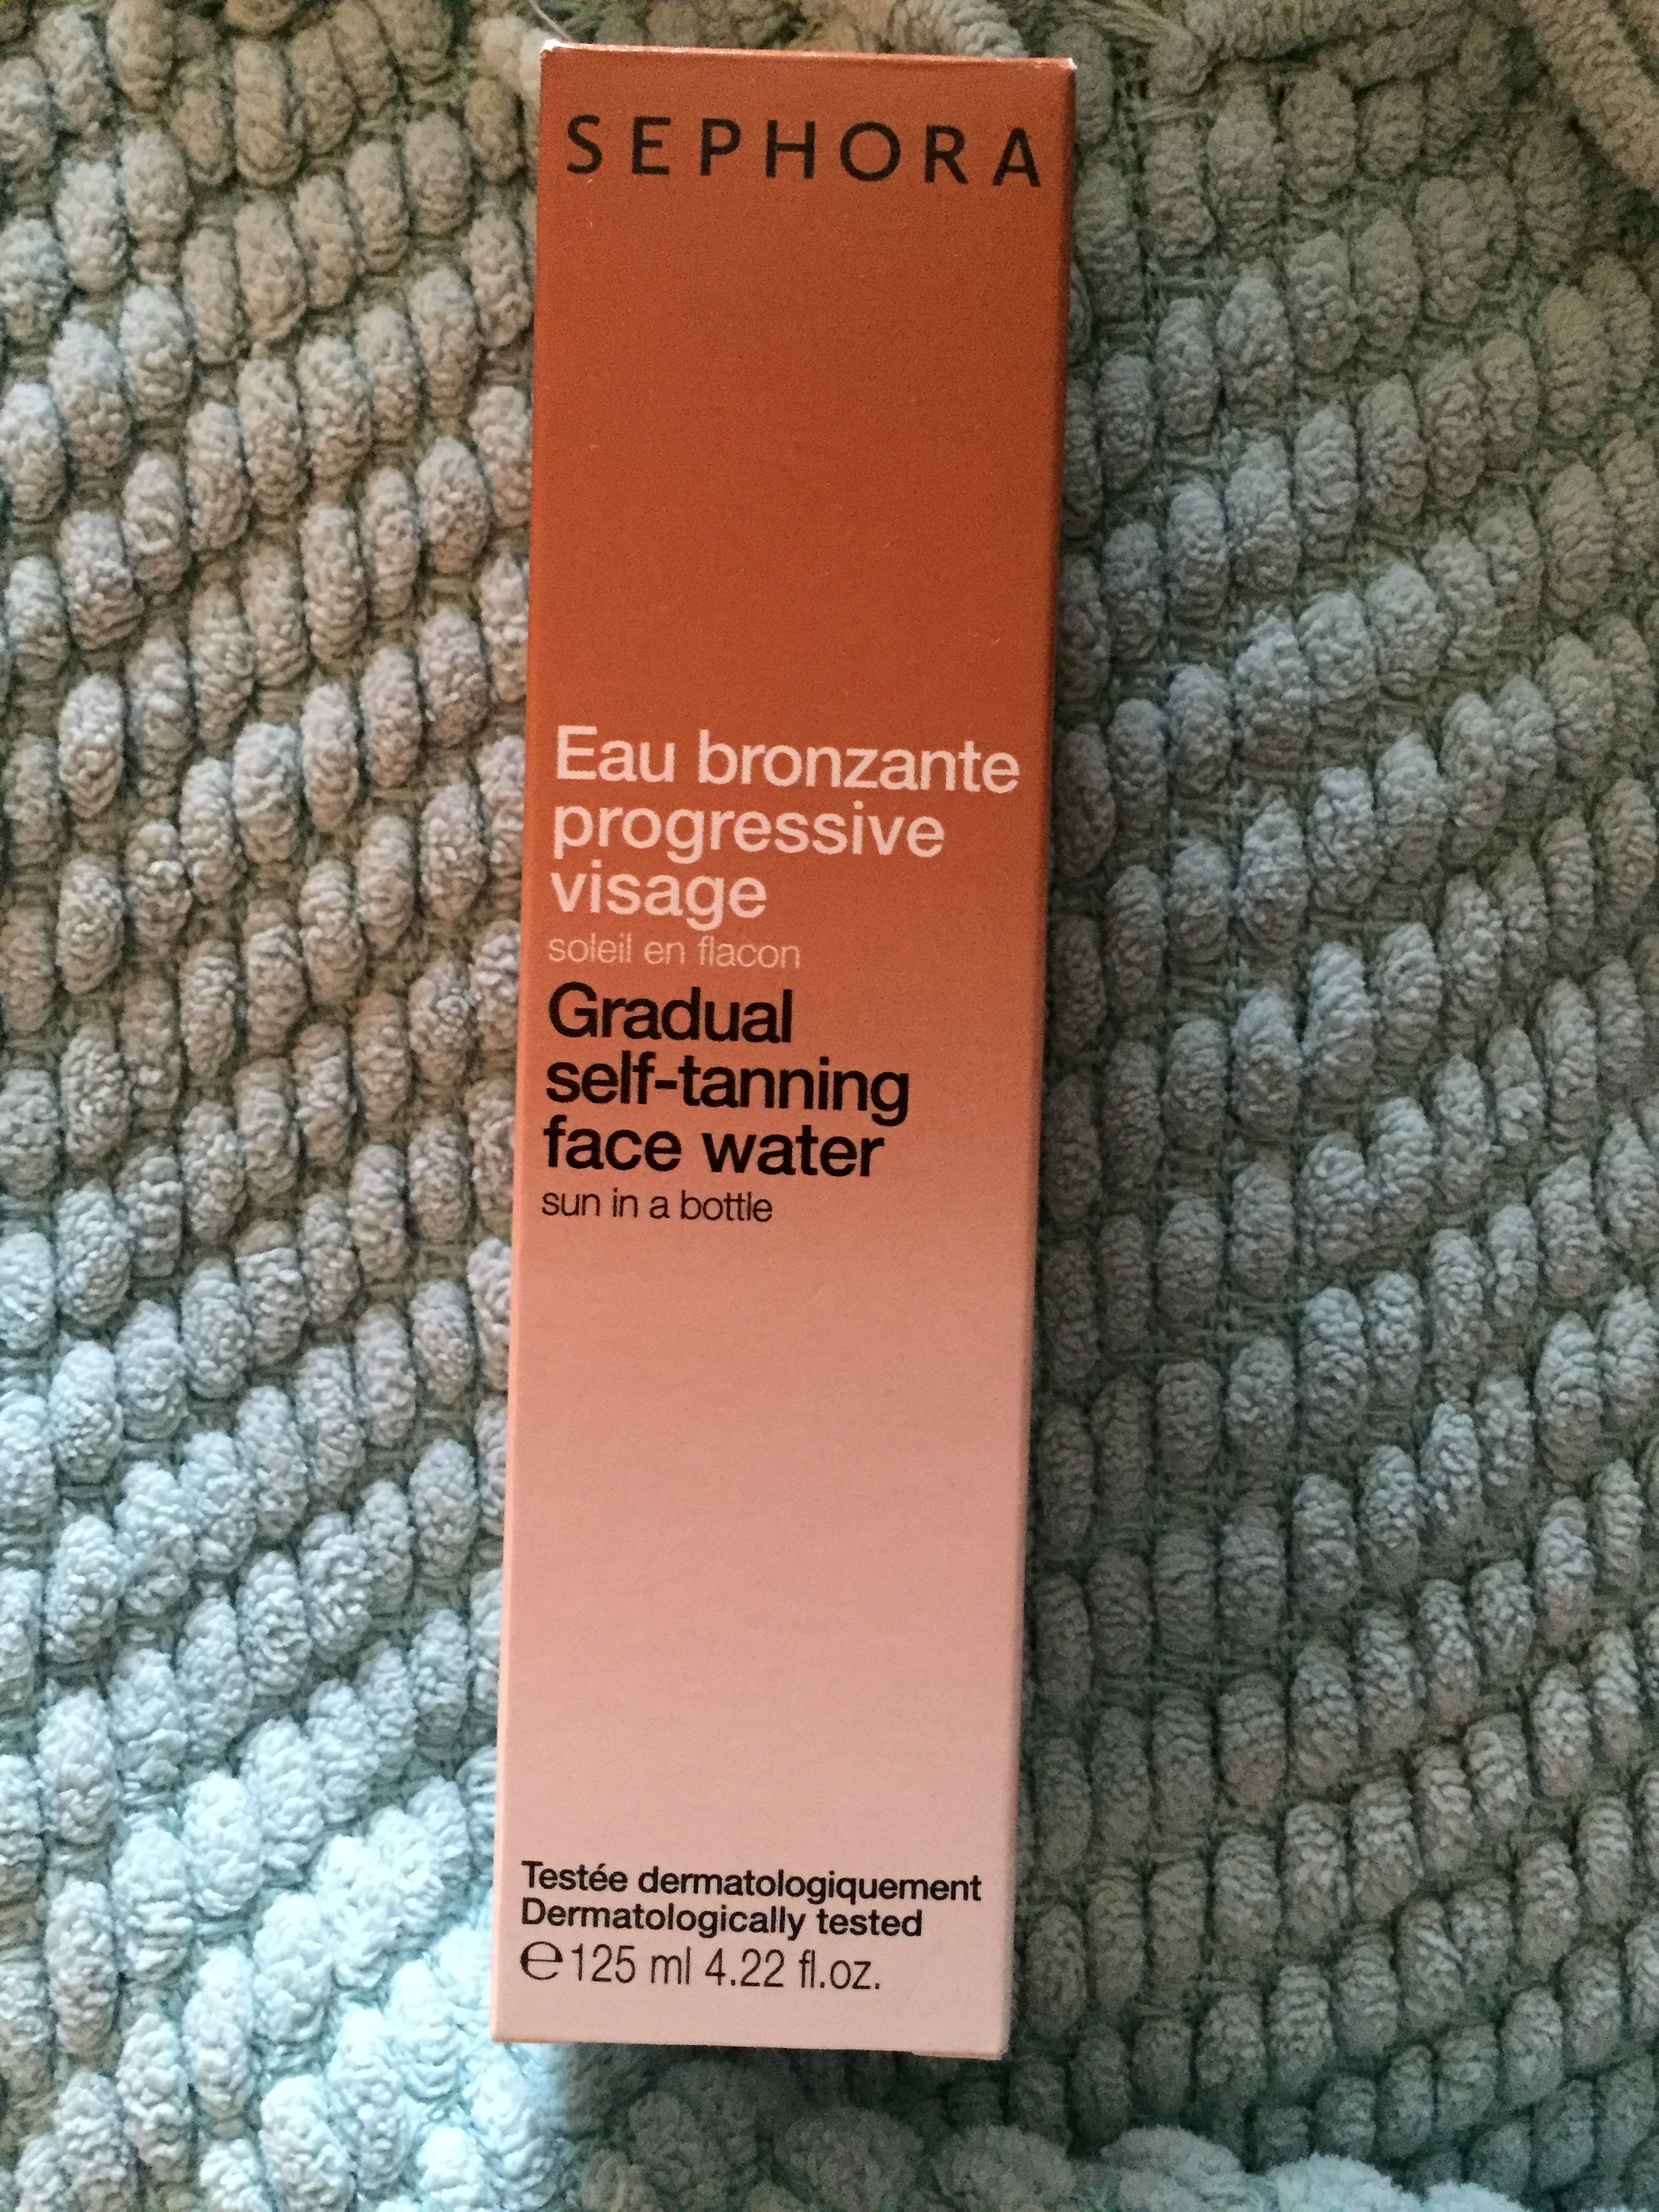 SEPHORA
Eau bronzante
progressive
visage
soleil en flacon
Gradual
self-tanning
face water
sun in a bottle
Testée dermatologiquement
Dermatologically tested
℮125 ml 4.22 fl.oz.